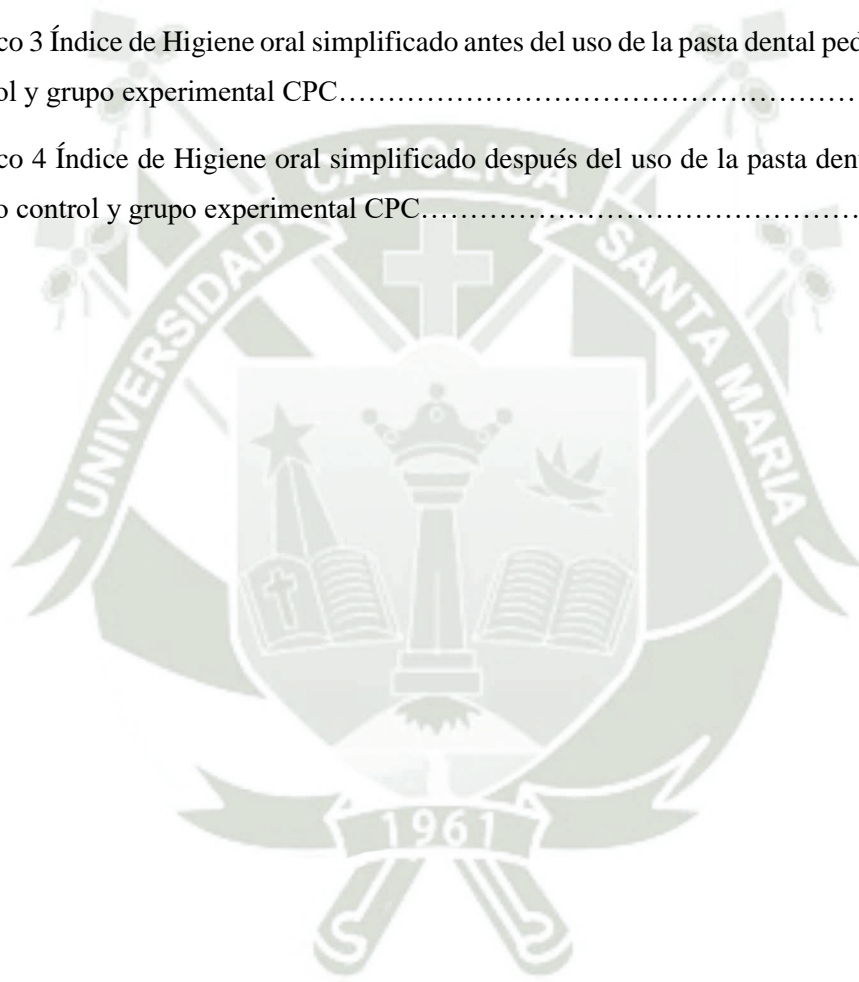 co 3 Índice de Higiene oral simplificado antes del uso de la pasta dental ped
ol y grupo experimental CPC……………………………………………
co 4 Índice de Higiene oral simplificado después del uso de la pasta den
o control y grupo experimental CPC………………………………………
UNIVERSIDAD CATOLICA SANTA MARIA
1961